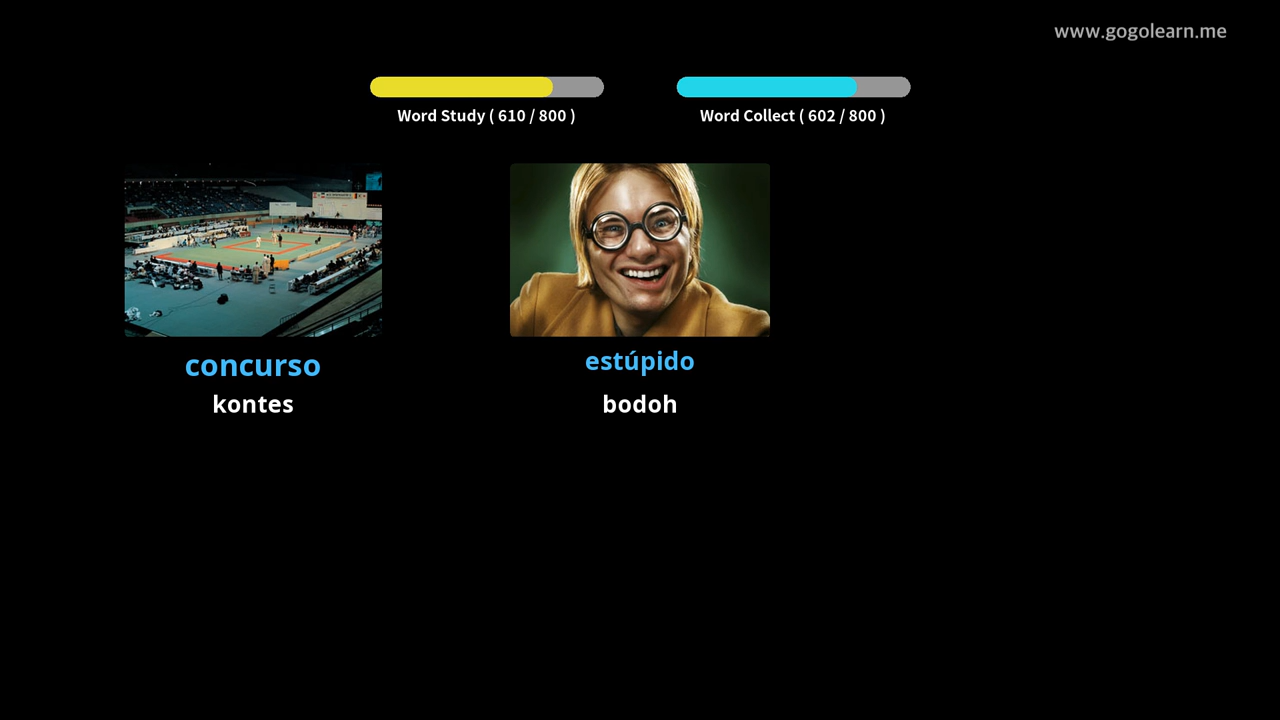 www.gogolearn.me
Word Study ( 610 / 800 )
Word Collect ( 602 / 800 )
concurso
estúpido
kontes
bodoh